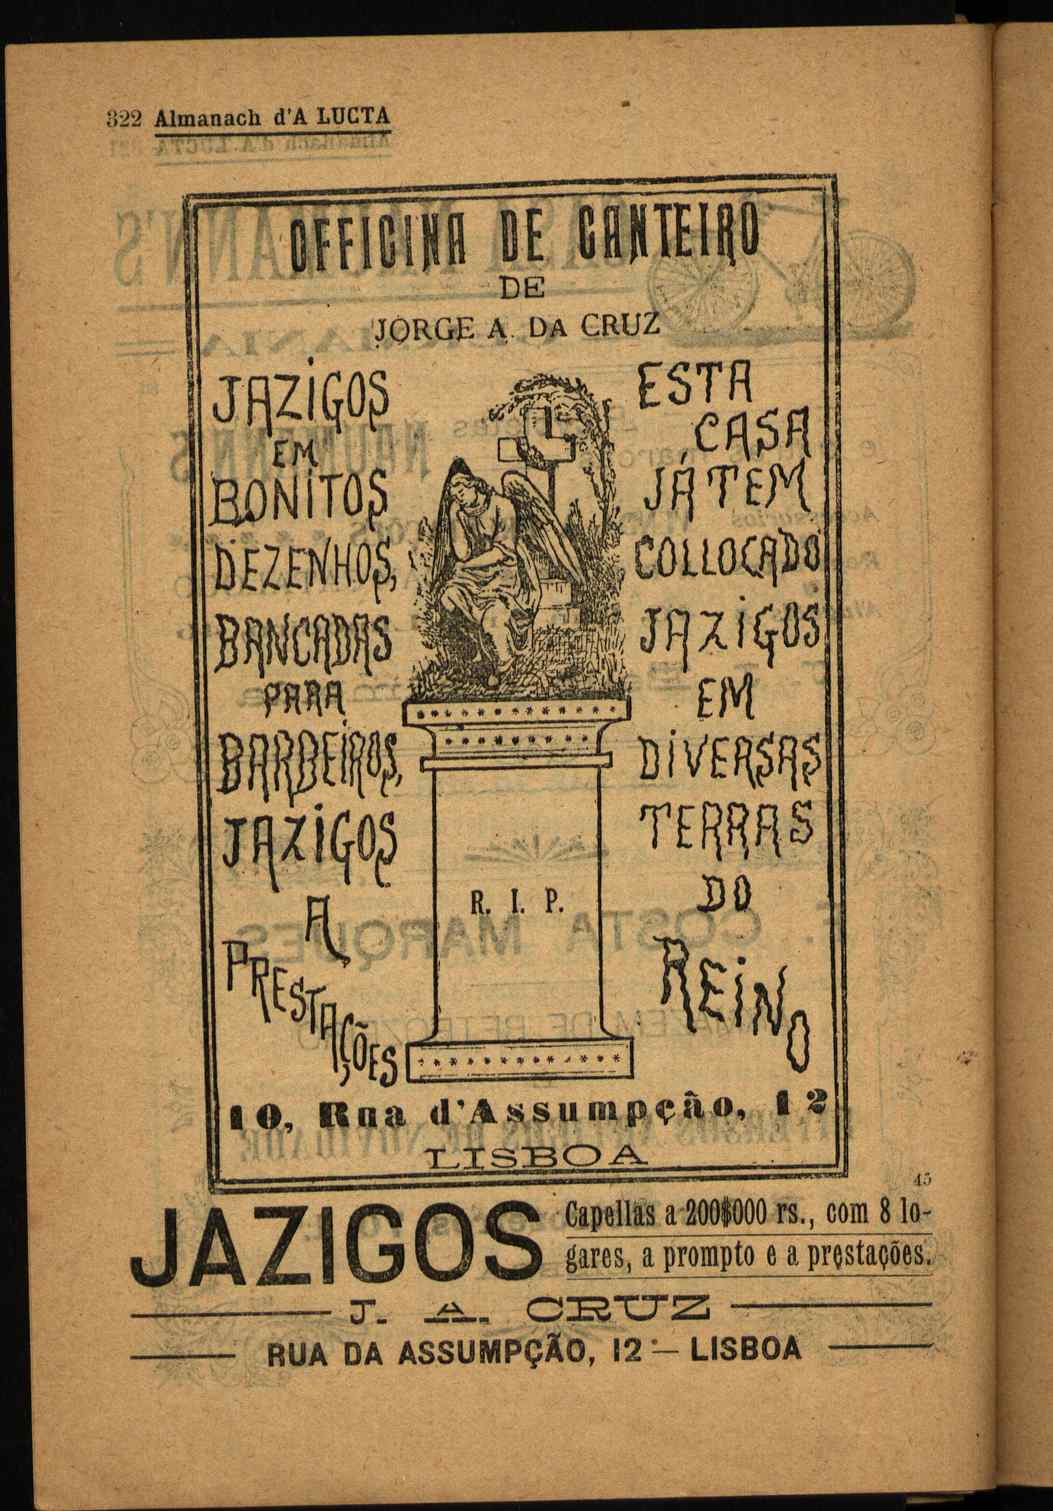 322 Almanach d'A LUCTA
OFFICINA DE CANTEIRO
DE
JORGE A. DA CRUZ
JAZIGOS
EM
BONITOS
DEZENHOS,
BANCADAS
PARA
BARBEIROS,
JAZIGOS
A
PRESTAÇÕES
R. I. P.
ESTA
CASA
JÁ TEM
COLLOCADO
JAZIGOS
EM
DIVERSAS
TERRAS
DO
REINO
10, Rua d'Assumpção, 12
LISBOA
45
JAZIGOS
Capellas a 200$000 rs., com 8 lo-
gares, a prompto e a prestações.
J. A. CRUZ
RUA DA ASSUMPÇÃO, 12 — LISBOA